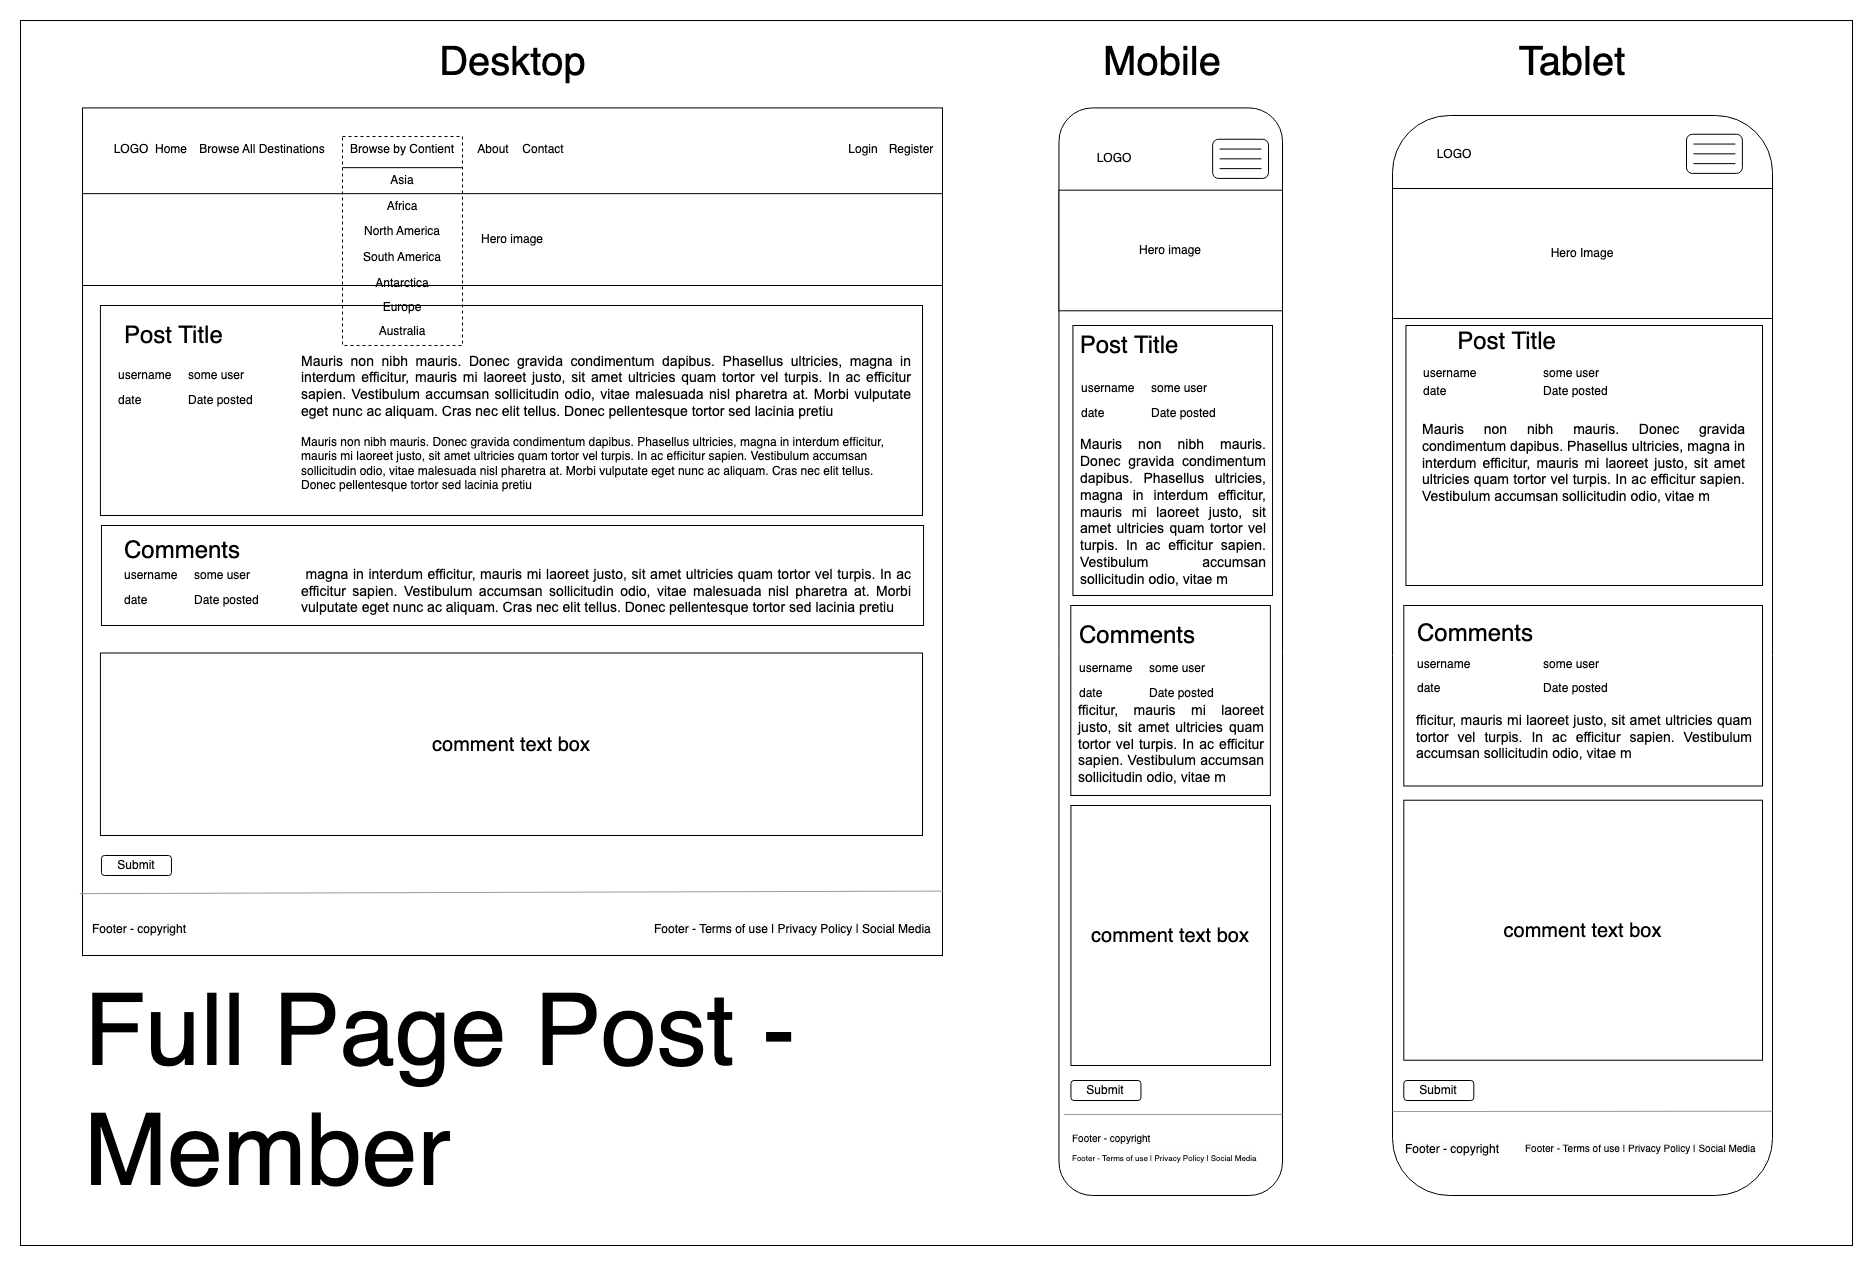 Desktop
LOGO Home Browse All Destinations Browse by Contient About Contact Login Register
Asia
Africa
North America
South America
Antarctica
Europe
Australia
Hero image
Post Title
username some user
date Date posted
Mauris non nibh mauris. Donec gravida condimentum dapibus. Phasellus ultricies, magna in
interdum efficitur, mauris mi laoreet justo, sit amet ultricies quam tortor vel turpis. In ac efficitur
sapien. Vestibulum accumsan sollicitudin odio, vitae malesuada nisl pharetra at. Morbi vulputate
eget nunc ac aliquam. Cras nec elit tellus. Donec pellentesque tortor sed lacinia pretiu
Mauris non nibh mauris. Donec gravida condimentum dapibus. Phasellus ultricies, magna in interdum efficitur,
mauris mi laoreet justo, sit amet ultricies quam tortor vel turpis. In ac efficitur sapien. Vestibulum accumsan
sollicitudin odio, vitae malesuada nisl pharetra at. Morbi vulputate eget nunc ac aliquam. Cras nec elit tellus.
Donec pellentesque tortor sed lacinia pretiu
Comments
username some user
date Date posted
magna in interdum efficitur, mauris mi laoreet justo, sit amet ultricies quam tortor vel turpis. In ac
efficitur sapien. Vestibulum accumsan sollicitudin odio, vitae malesuada nisl pharetra at. Morbi
vulputate eget nunc ac aliquam. Cras nec elit tellus. Donec pellentesque tortor sed lacinia pretiu
comment text box
Submit
Footer - copyright
Footer - Terms of use | Privacy Policy | Social Media
Full Page Post -
Member
Mobile
LOGO
Hero image
Post Title
username some user
date Date posted
Mauris non nibh mauris.
Donec gravida condimentum
dapibus. Phasellus ultricies,
magna in interdum efficitur,
mauris mi laoreet justo, sit
amet ultricies quam tortor vel
turpis. In ac efficitur sapien.
Vestibulum accumsan
sollicitudin odio, vitae m
Comments
username some user
date Date posted
fficitur, mauris mi laoreet
justo, sit amet ultricies quam
tortor vel turpis. In ac efficitur
sapien. Vestibulum accumsan
sollicitudin odio, vitae m
comment text box
Submit
Footer - copyright
Footer - Terms of use | Privacy Policy | Social Media
Tablet
LOGO
Hero Image
Post Title
username some user
date Date posted
Mauris non nibh mauris. Donec gravida
condimentum dapibus. Phasellus ultricies, magna in
interdum efficitur, mauris mi laoreet justo, sit amet
ultricies quam tortor vel turpis. In ac efficitur sapien.
Vestibulum accumsan sollicitudin odio, vitae m
Comments
username some user
date Date posted
fficitur, mauris mi laoreet justo, sit amet ultricies quam
tortor vel turpis. In ac efficitur sapien. Vestibulum
accumsan sollicitudin odio, vitae m
comment text box
Submit
Footer - copyright
Footer - Terms of use | Privacy Policy | Social Media